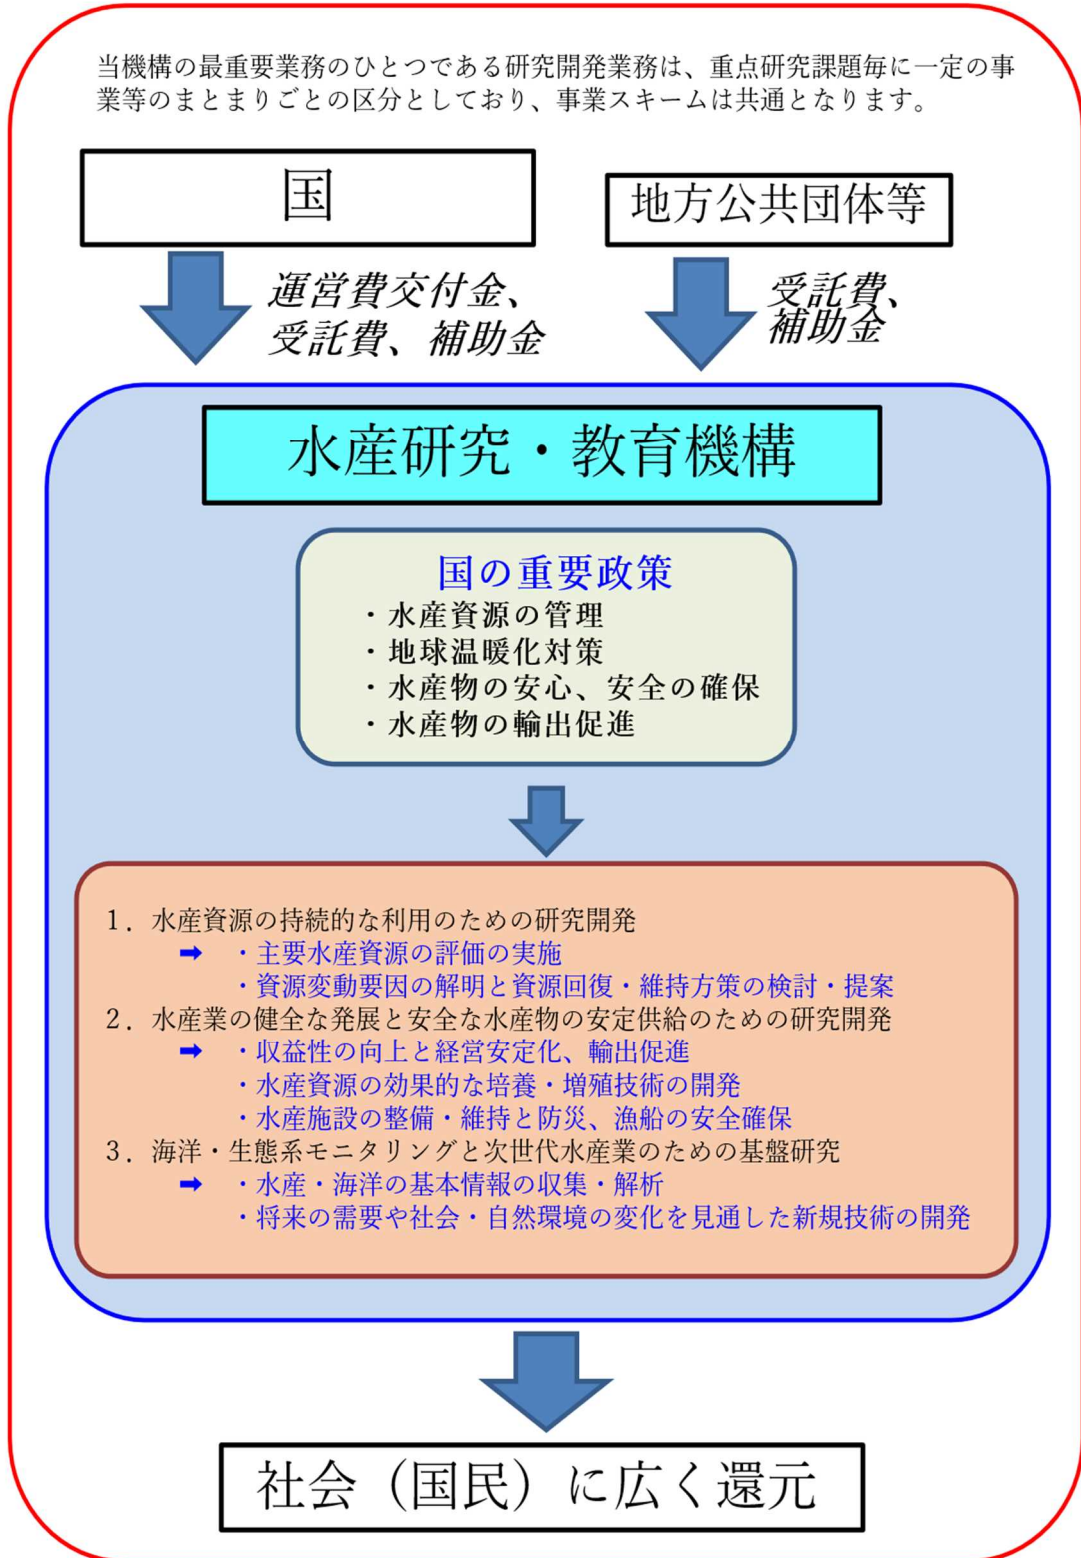 当機構の最重要業務のひとつである研究開発業務は、重点研究課題毎に一定の事
業等のまとまりごとの区分としており、事業スキームは共通となります。
国
地方公共団体等
運営費交付金、
受託費、補助金
受託費、
補助金
水産研究・教育機構
国の重要政策
・水産資源の管理
・地球温暖化対策
・水産物の安心、安全の確保
・水産物の輸出促進
１．水産資源の持続的な利用のための研究開発
➡ ・主要水産資源の評価の実施
・資源変動要因の解明と資源回復・維持方策の検討・提案
２．水産業の健全な発展と安全な水産物の安定供給のための研究開発
➡ ・収益性の向上と経営安定化、輸出促進
・水産資源の効果的な培養・増殖技術の開発
・水産施設の整備・維持と防災、漁船の安全確保
３．海洋・生態系モニタリングと次世代水産業のための基盤研究
➡ ・水産・海洋の基本情報の収集・解析
・将来の需要や社会・自然環境の変化を見通した新規技術の開発
社会（国民）に広く還元